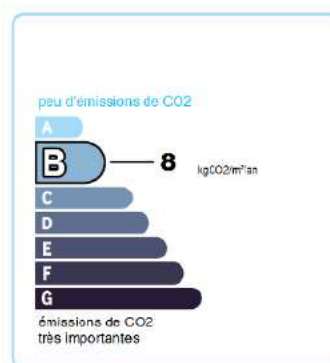 peu d'émissions de CO2
A
B 8 kgCO2/m²/an
C
D
E
F
G
émissions de CO2
très importantes